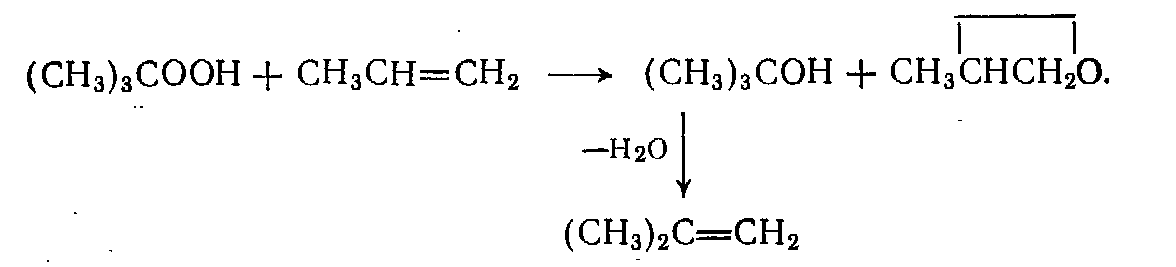 (CH₃)₃COOH + CH₃CH=CH₂ ⟶ (CH₃)₃COH + CH₃CHCH₂O.
—H₂O
(CH₃)₂C=CH₂